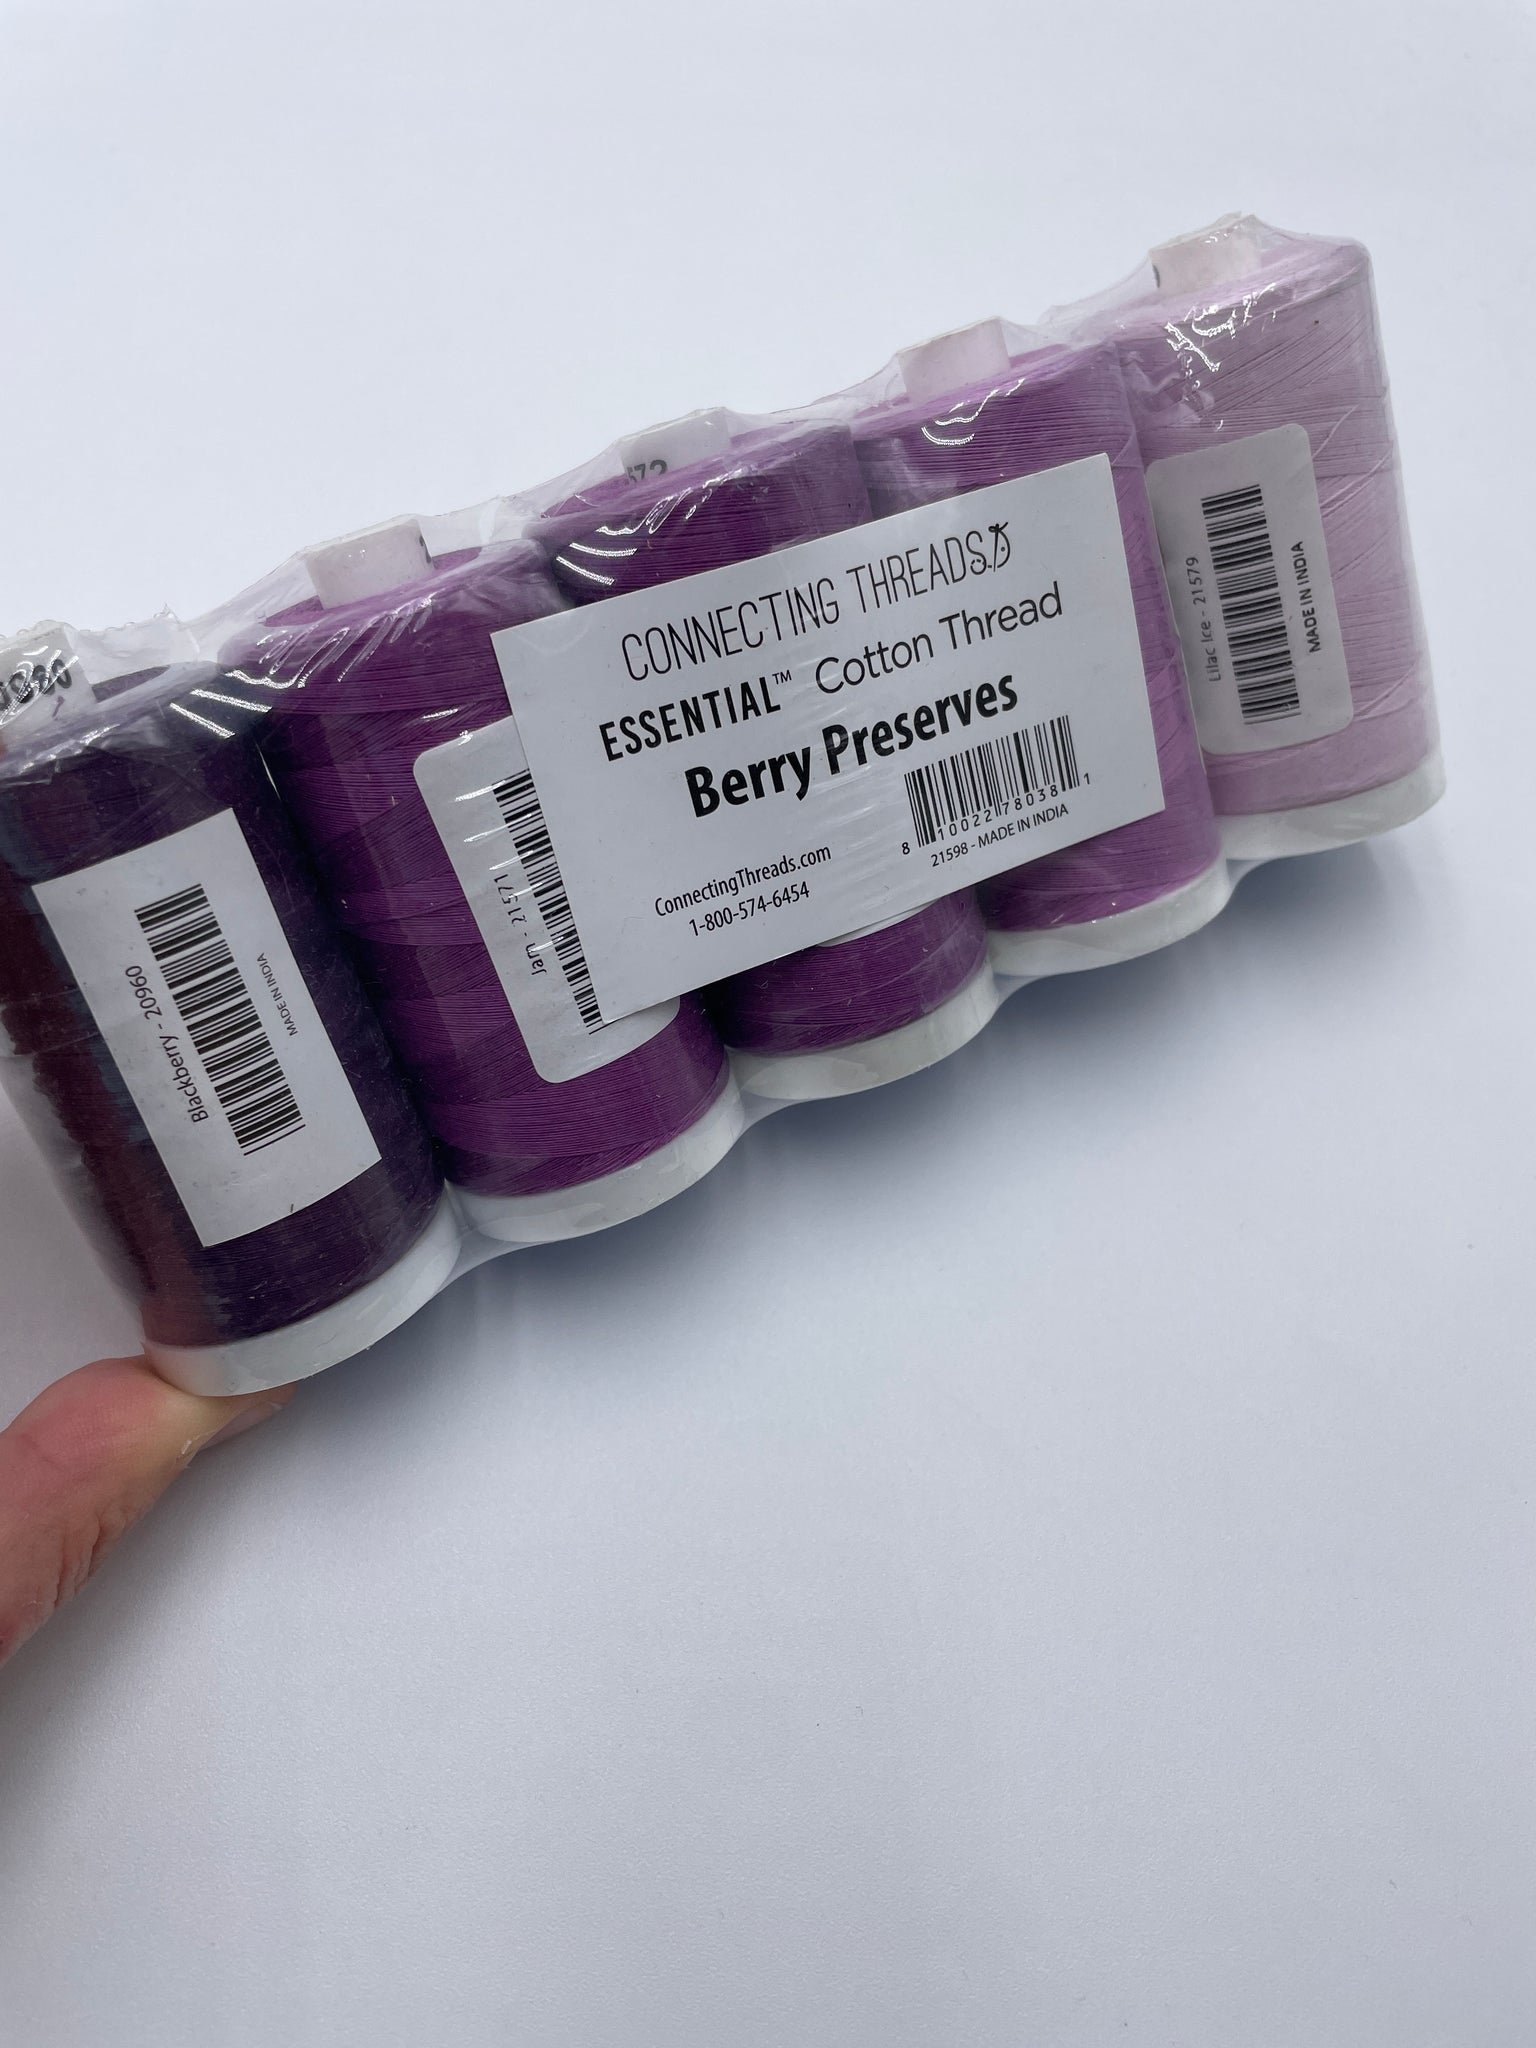 CONNECTING THREADS
ESSENTIAL™ Cotton Thread
Berry Preserves
ConnectingThreads.com
1-800-574-6454
8 10022 78038 1
21598 - MADE IN INDIA
Blackberry - 20960
MADE IN INDIA
Jam - 21571
Lilac Ice - 21579
MADE IN INDIA